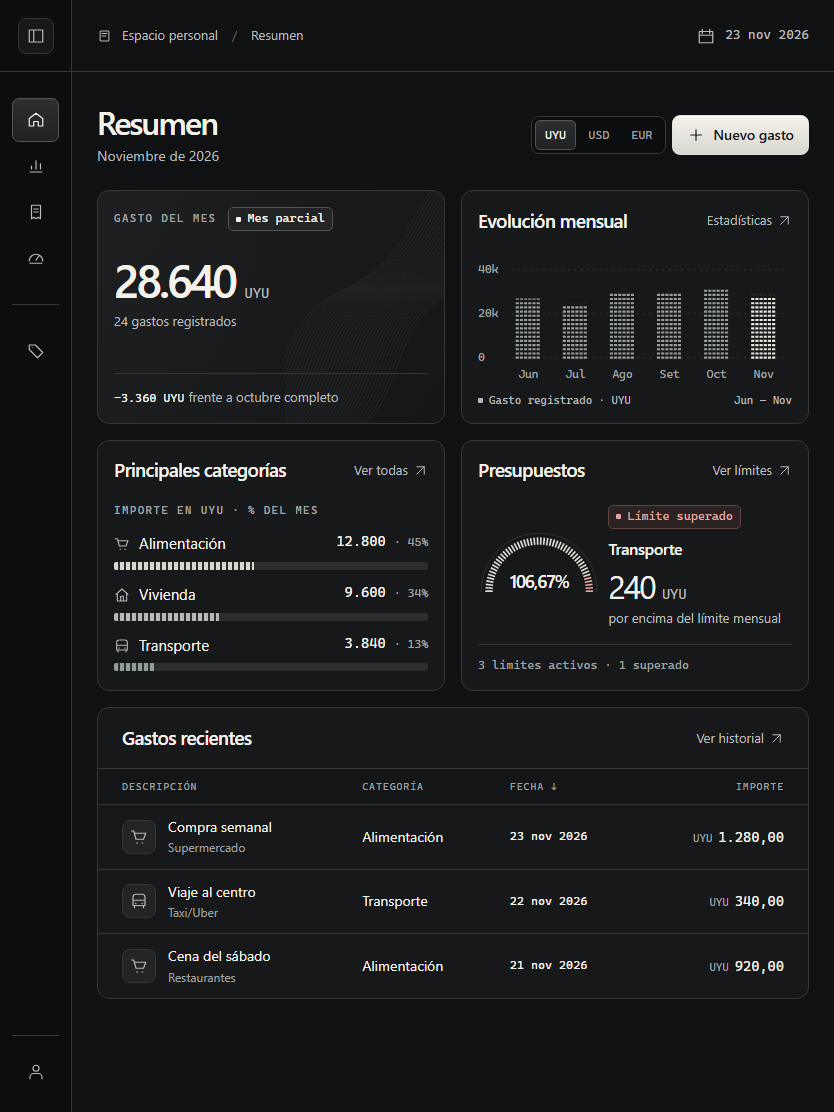 Espacio personal / Resumen
23 nov 2026
Resumen
Noviembre de 2026
UYU USD EUR
Nuevo gasto
GASTO DEL MES
Mes parcial
28.640 UYU
24 gastos registrados
−3.360 UYU frente a octubre completo
Evolución mensual
Estadísticas
40k
20k
0
Jun Jul Ago Set Oct Nov
Gasto registrado · UYU
Jun – Nov
Principales categorías
Ver todas
IMPORTE EN UYU · % DEL MES
Alimentación 12.800 · 45%
Vivienda 9.600 · 34%
Transporte 3.840 · 13%
Presupuestos
Ver límites
106,67%
Límite superado
Transporte
240 UYU
por encima del límite mensual
3 límites activos · 1 superado
Gastos recientes
Ver historial
DESCRIPCIÓN CATEGORÍA FECHA ↓ IMPORTE
Compra semanal
Supermercado
Alimentación
23 nov 2026
UYU 1.280,00
Viaje al centro
Taxi/Uber
Transporte
22 nov 2026
UYU 340,00
Cena del sábado
Restaurantes
Alimentación
21 nov 2026
UYU 920,00